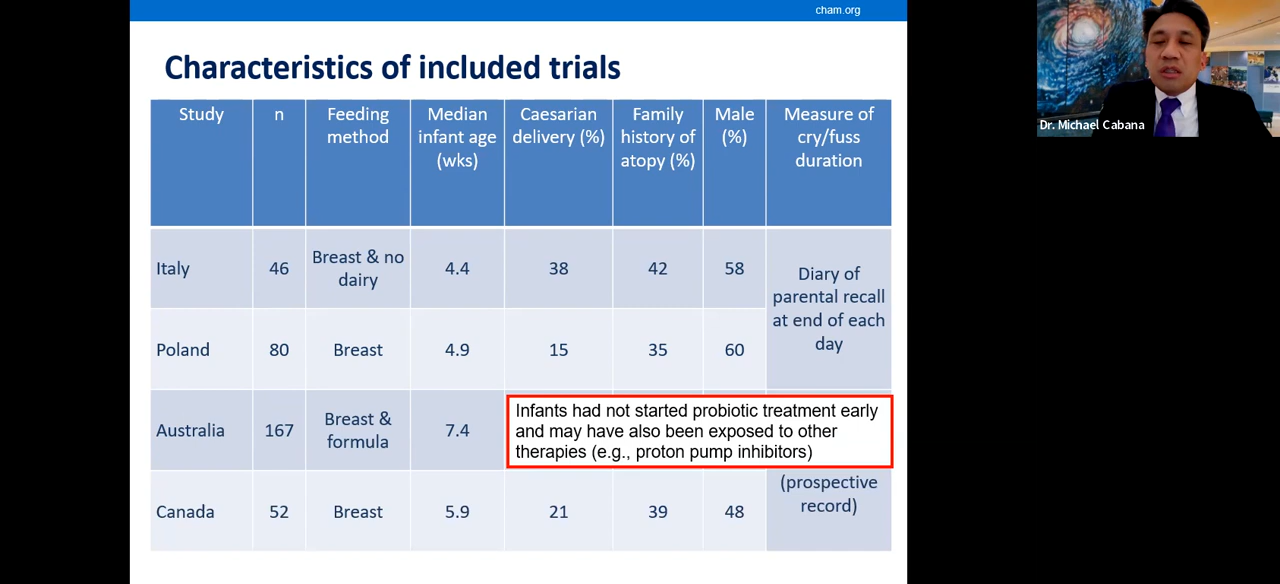 cham.org
Characteristics of included trials
Study
n
Feeding
method
Median
infant age
(wks)
Caesarian
delivery (%)
Family
history of
atopy (%)
Male
(%)
Measure of
cry/fuss
duration
Italy
46
Breast & no
dairy
4.4
38
42
58
Diary of
parental recall
at end of each
day
Poland
80
Breast
4.9
15
35
60
Australia
167
Breast &
formula
7.4
Infants had not started probiotic treatment early
and may have also been exposed to other
therapies (e.g., proton pump inhibitors)
(prospective
record)
Canada
52
Breast
5.9
21
39
48
Dr. Michael Cabana